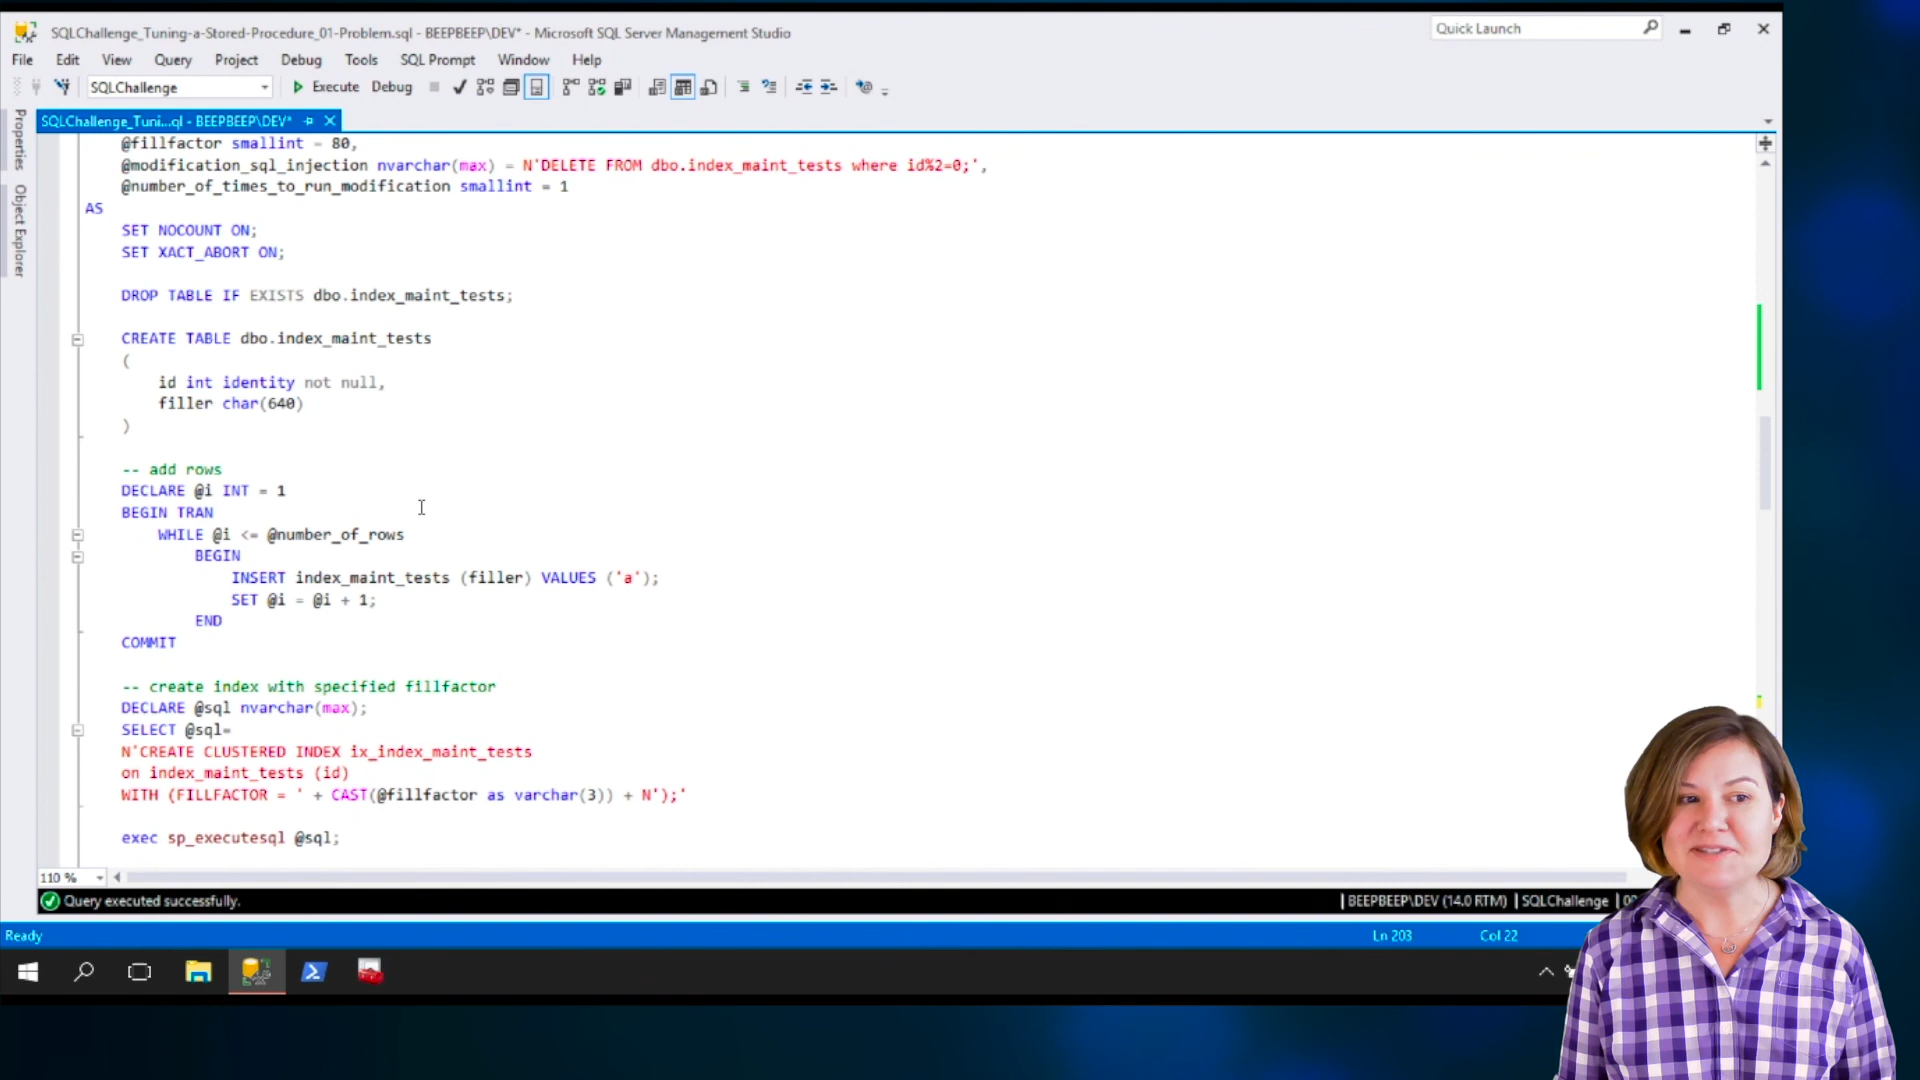 SQLChallenge_Tuning-a-Stored-Procedure_01-Problem.sql - BEEPBEEP\DEV* - Microsoft SQL Server Management Studio
Quick Launch
File Edit View Query Project Debug Tools SQL Prompt Window Help
SQLChallenge
Execute Debug
SQLChallenge_Tuni...ql - BEEPBEEP\DEV*
Properties
Object Explorer
@fillfactor smallint = 80,
@modification_sql_injection nvarchar(max) = N'DELETE FROM dbo.index_maint_tests where id%2=0;',
@number_of_times_to_run_modification smallint = 1
AS
SET NOCOUNT ON;
SET XACT_ABORT ON;
DROP TABLE IF EXISTS dbo.index_maint_tests;
CREATE TABLE dbo.index_maint_tests
(
id int identity not null,
filler char(640)
)
-- add rows
DECLARE @i INT = 1
BEGIN TRAN
WHILE @i <= @number_of_rows
BEGIN
INSERT index_maint_tests (filler) VALUES ('a');
SET @i = @i + 1;
END
COMMIT
-- create index with specified fillfactor
DECLARE @sql nvarchar(max);
SELECT @sql=
N'CREATE CLUSTERED INDEX ix_index_maint_tests
on index_maint_tests (id)
WITH (FILLFACTOR = ' + CAST(@fillfactor as varchar(3)) + N');'
exec sp_executesql @sql;
110 %
Query executed successfully.
BEEPBEEP\DEV (14.0 RTM) SQLChallenge
Ready
Ln 203
Col 22